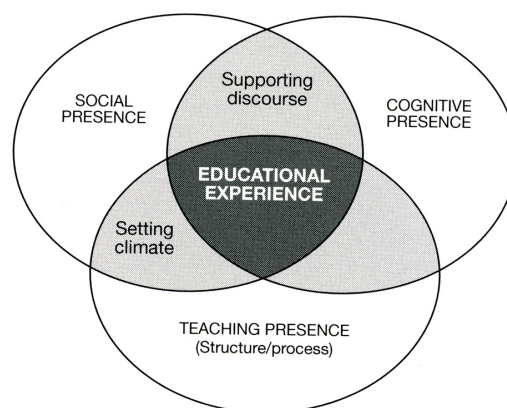 Supporting
discourse
SOCIAL
PRESENCE
COGNITIVE
PRESENCE
EDUCATIONAL
EXPERIENCE
Setting
climate
TEACHING PRESENCE
(Structure/process)